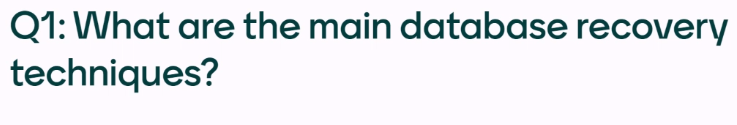 Q1: What are the main database recovery
techniques?